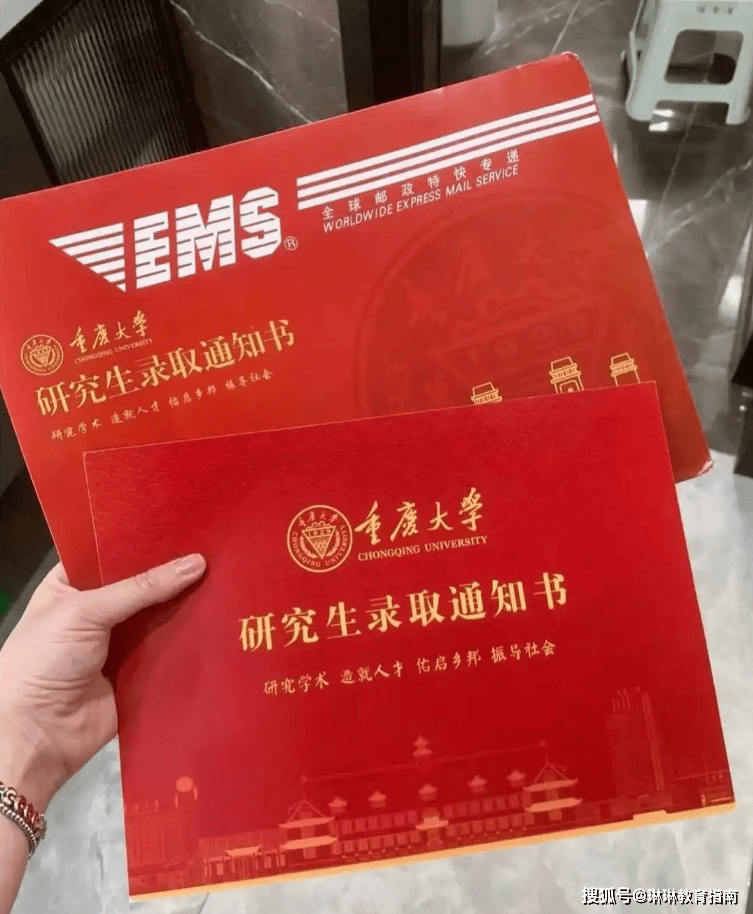 EMS®
全球邮政特快专递
WORLDWIDE EXPRESS MAIL SERVICE
重庆大学
CHONGQING UNIVERSITY
研究生录取通知书
研究学术 造就人才 佑启乡邦 振导社会
重庆大学
CHONGQING UNIVERSITY
研究生录取通知书
研究学术 造就人才 佑启乡邦 振导社会
搜狐号@琳琳教育指南